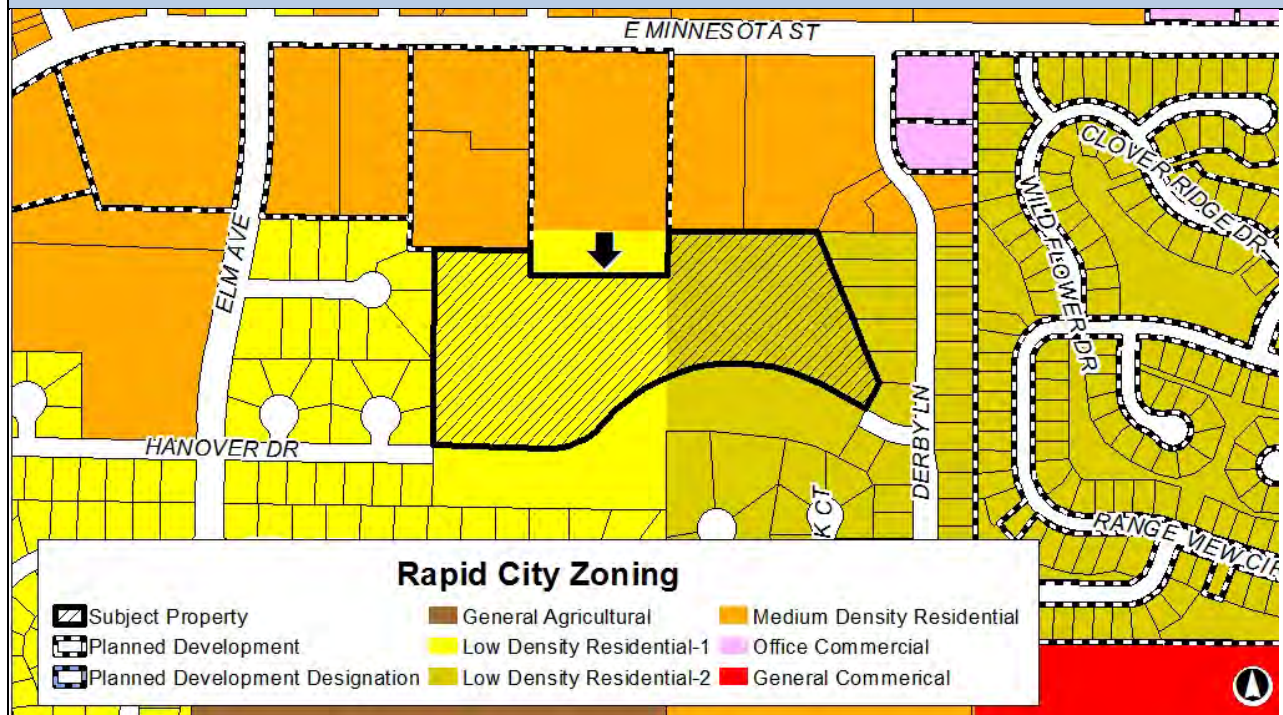 E MINNESOTA ST
CLOVER RIDGE DR
WILD FLOWER DR
ELM AVE
HANOVER DR
DERBY LN
K CT
RANGE VIEW CIR
Rapid City Zoning
Subject Property
General Agricultural
Medium Density Residential
Planned Development
Low Density Residential-1
Office Commercial
Planned Development Designation
Low Density Residential-2
General Commerical